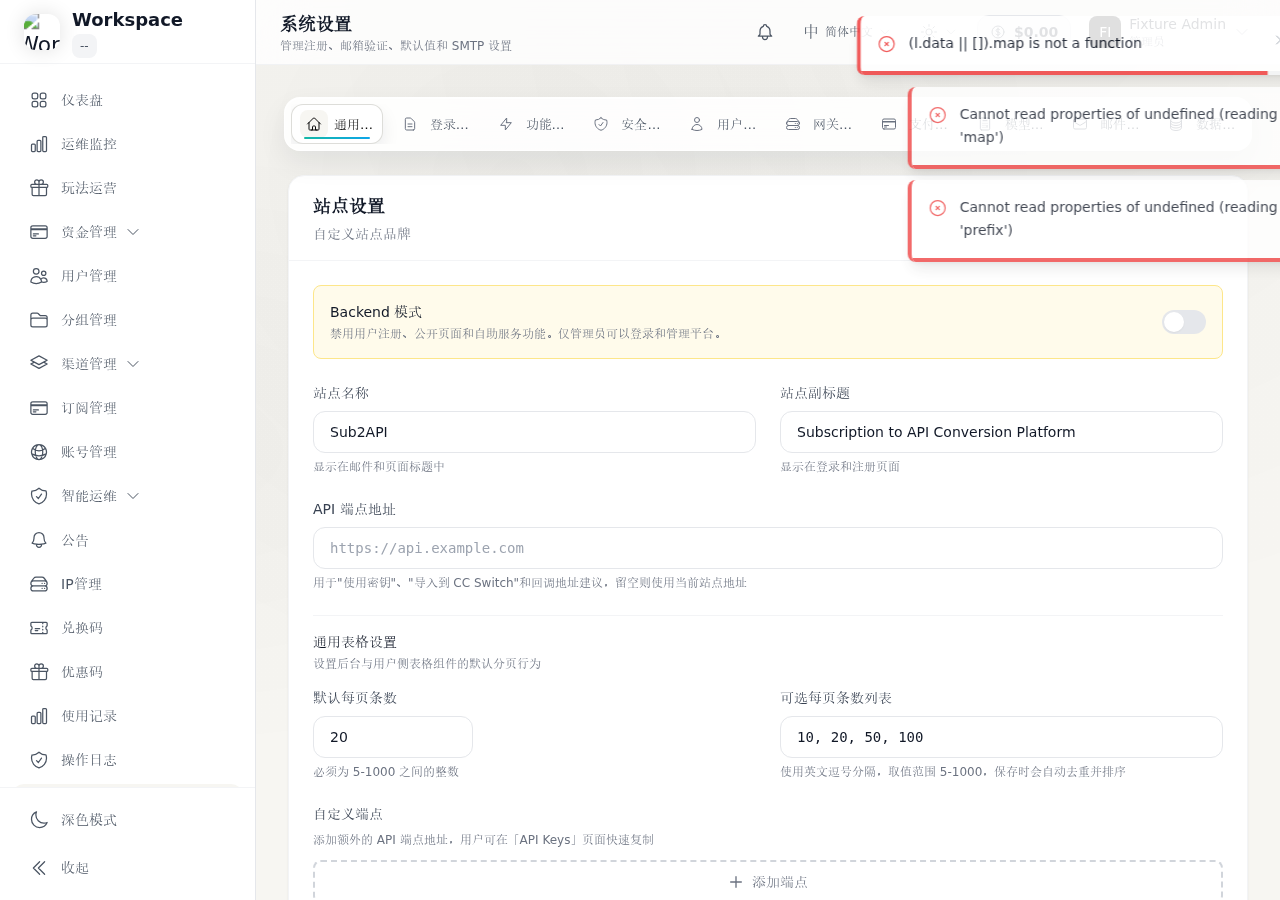 Wor
Workspace
--
仪表盘
运维监控
玩法运营
资金管理
用户管理
分组管理
渠道管理
订阅管理
账号管理
智能运维
公告
IP管理
兑换码
优惠码
使用记录
操作日志
深色模式
收起
系统设置
管理注册、邮箱验证、默认值和 SMTP 设置
中 简体中
$0.00
FI
Fixture Admin
(l.data || []).map is not a function
Cannot read properties of undefined (reading
'map')
Cannot read properties of undefined (reading
'prefix')
通用...
登录...
功能...
安全...
用户...
网关...
支付...
模型...
邮件...
数据...
站点设置
自定义站点品牌
Backend 模式
禁用用户注册、公开页面和自助服务功能。仅管理员可以登录和管理平台。
站点名称
站点副标题
Sub2API
Subscription to API Conversion Platform
显示在邮件和页面标题中
显示在登录和注册页面
API 端点地址
https://api.example.com
用于"使用密钥"、"导入到 CC Switch"和回调地址建议，留空则使用当前站点地址
通用表格设置
设置后台与用户侧表格组件的默认分页行为
默认每页条数
可选每页条数列表
20
10, 20, 50, 100
必须为 5-1000 之间的整数
使用英文逗号分隔，取值范围 5-1000，保存时会自动去重并排序
自定义端点
添加额外的 API 端点地址，用户可在「API Keys」页面快速复制
添加端点